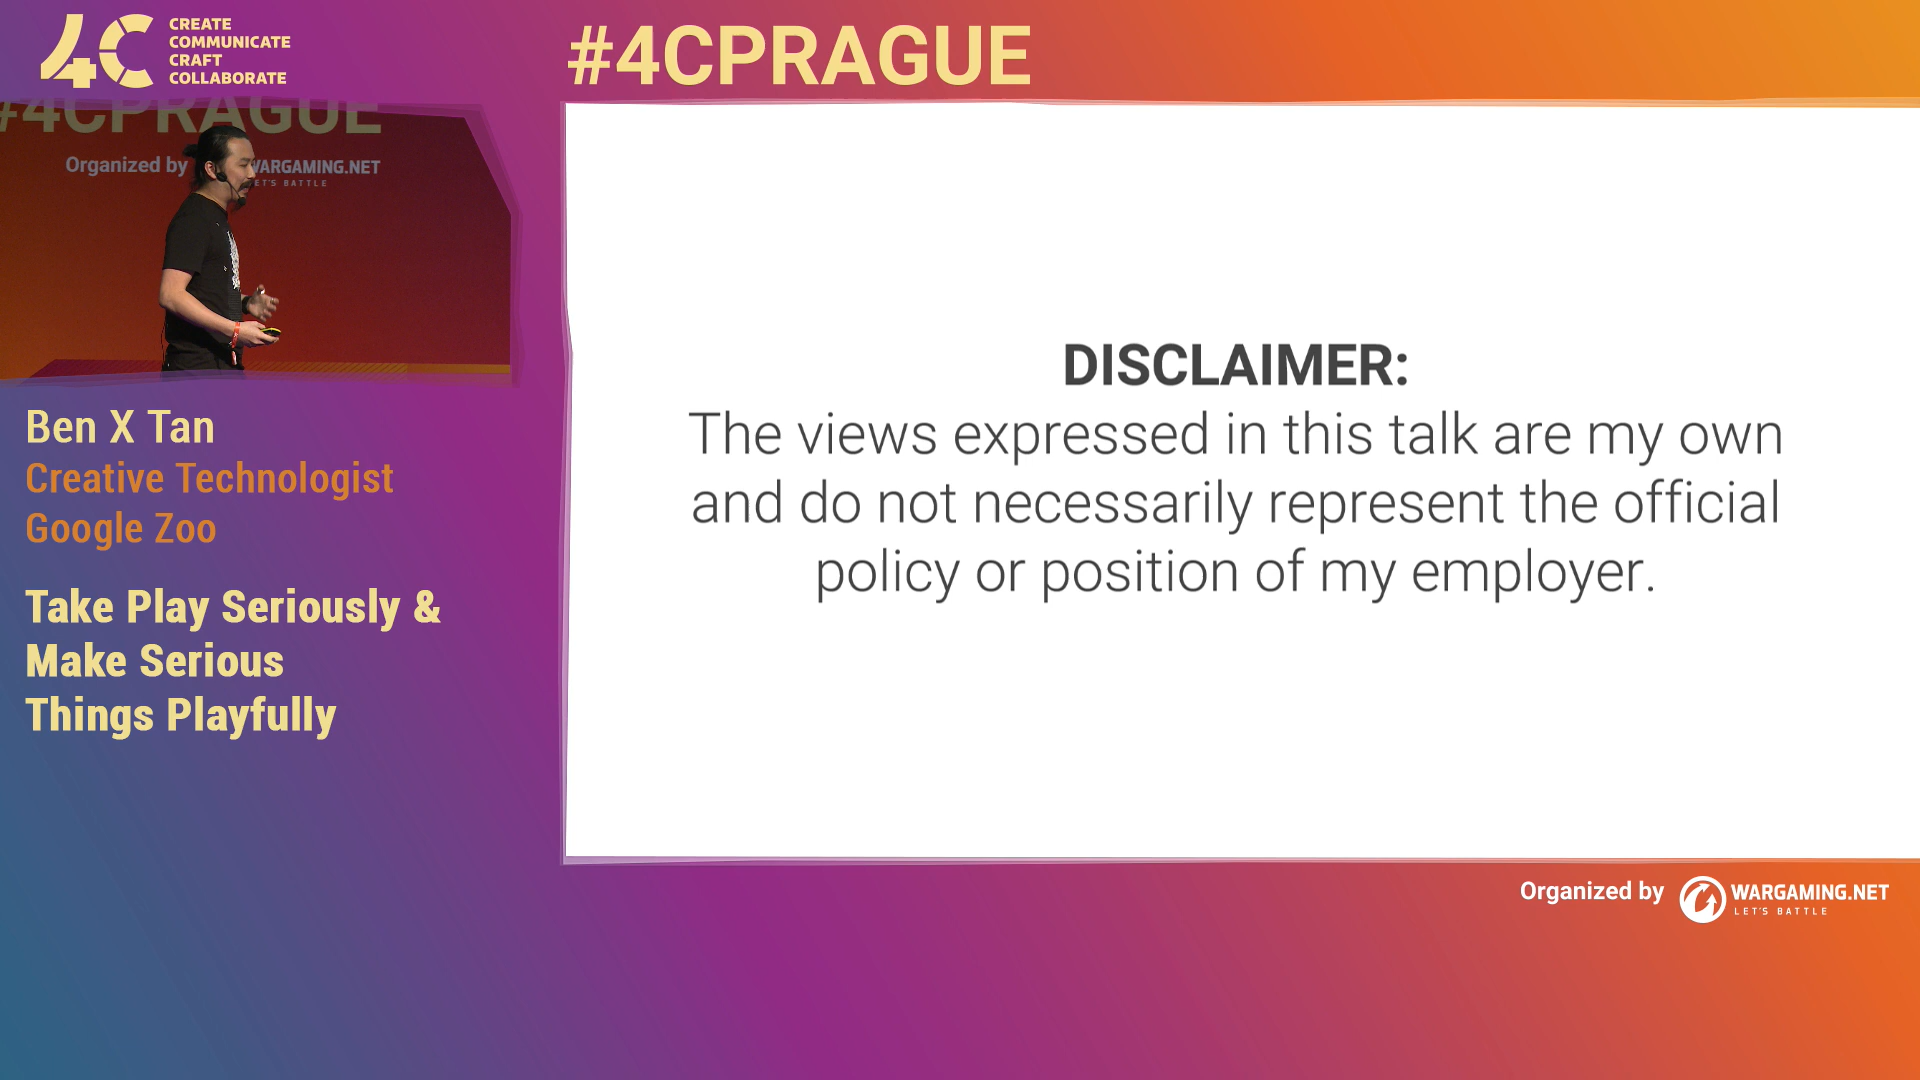 4C
CREATE
COMMUNICATE
CRAFT
COLLABORATE
#4CPRAGUE
#4CPRAGUE
Organized by WARGAMING.NET
LET'S BATTLE
Ben X Tan
Creative Technologist
Google Zoo
Take Play Seriously &
Make Serious
Things Playfully
DISCLAIMER:
The views expressed in this talk are my own
and do not necessarily represent the official
policy or position of my employer.
Organized by WARGAMING.NET
LET'S BATTLE